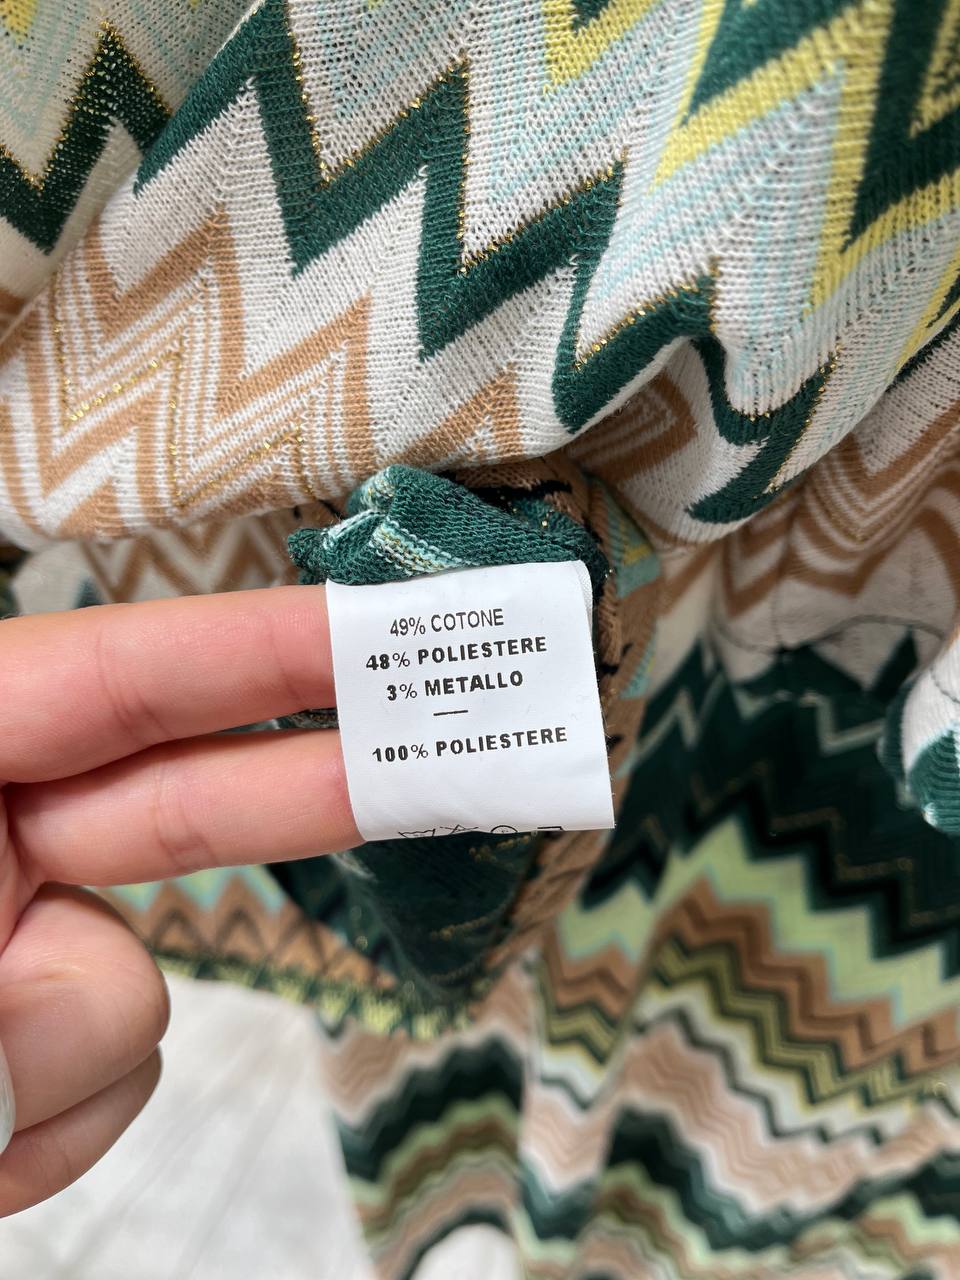 49% COTONE
48% POLIESTERE
3% METALLO
100% POLIESTERE